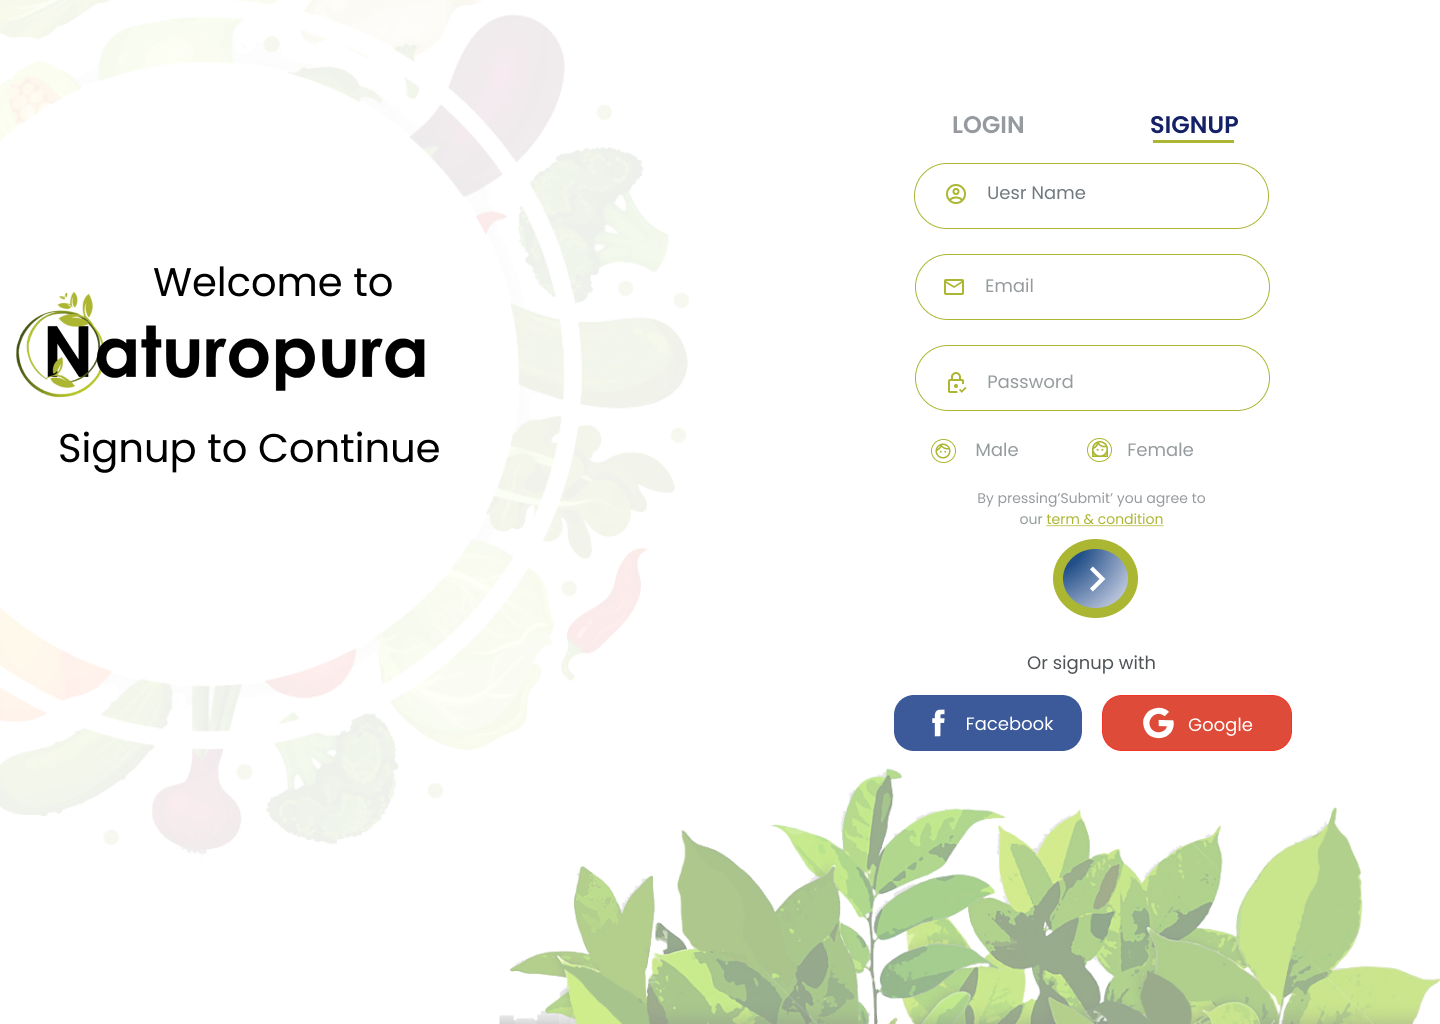 Welcome to
Naturopura
Signup to Continue
LOGIN
SIGNUP
Uesr Name
Email
Password
Male
Female
By pressing‘Submit’ you agree to
our term & condition
Or signup with
Facebook
Google